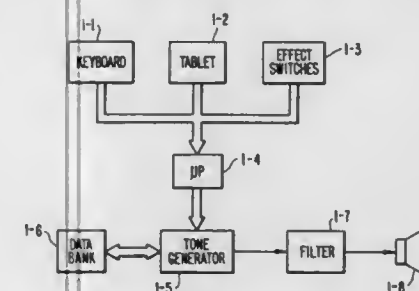 1-1
1-2
KEYBOARD
TABLET
EFFECT
SWITCHES
1-3
μP
1-4
1-6
DATA
BANK
TONE
GENERATOR
1-5
1-7
FILTER
1-8